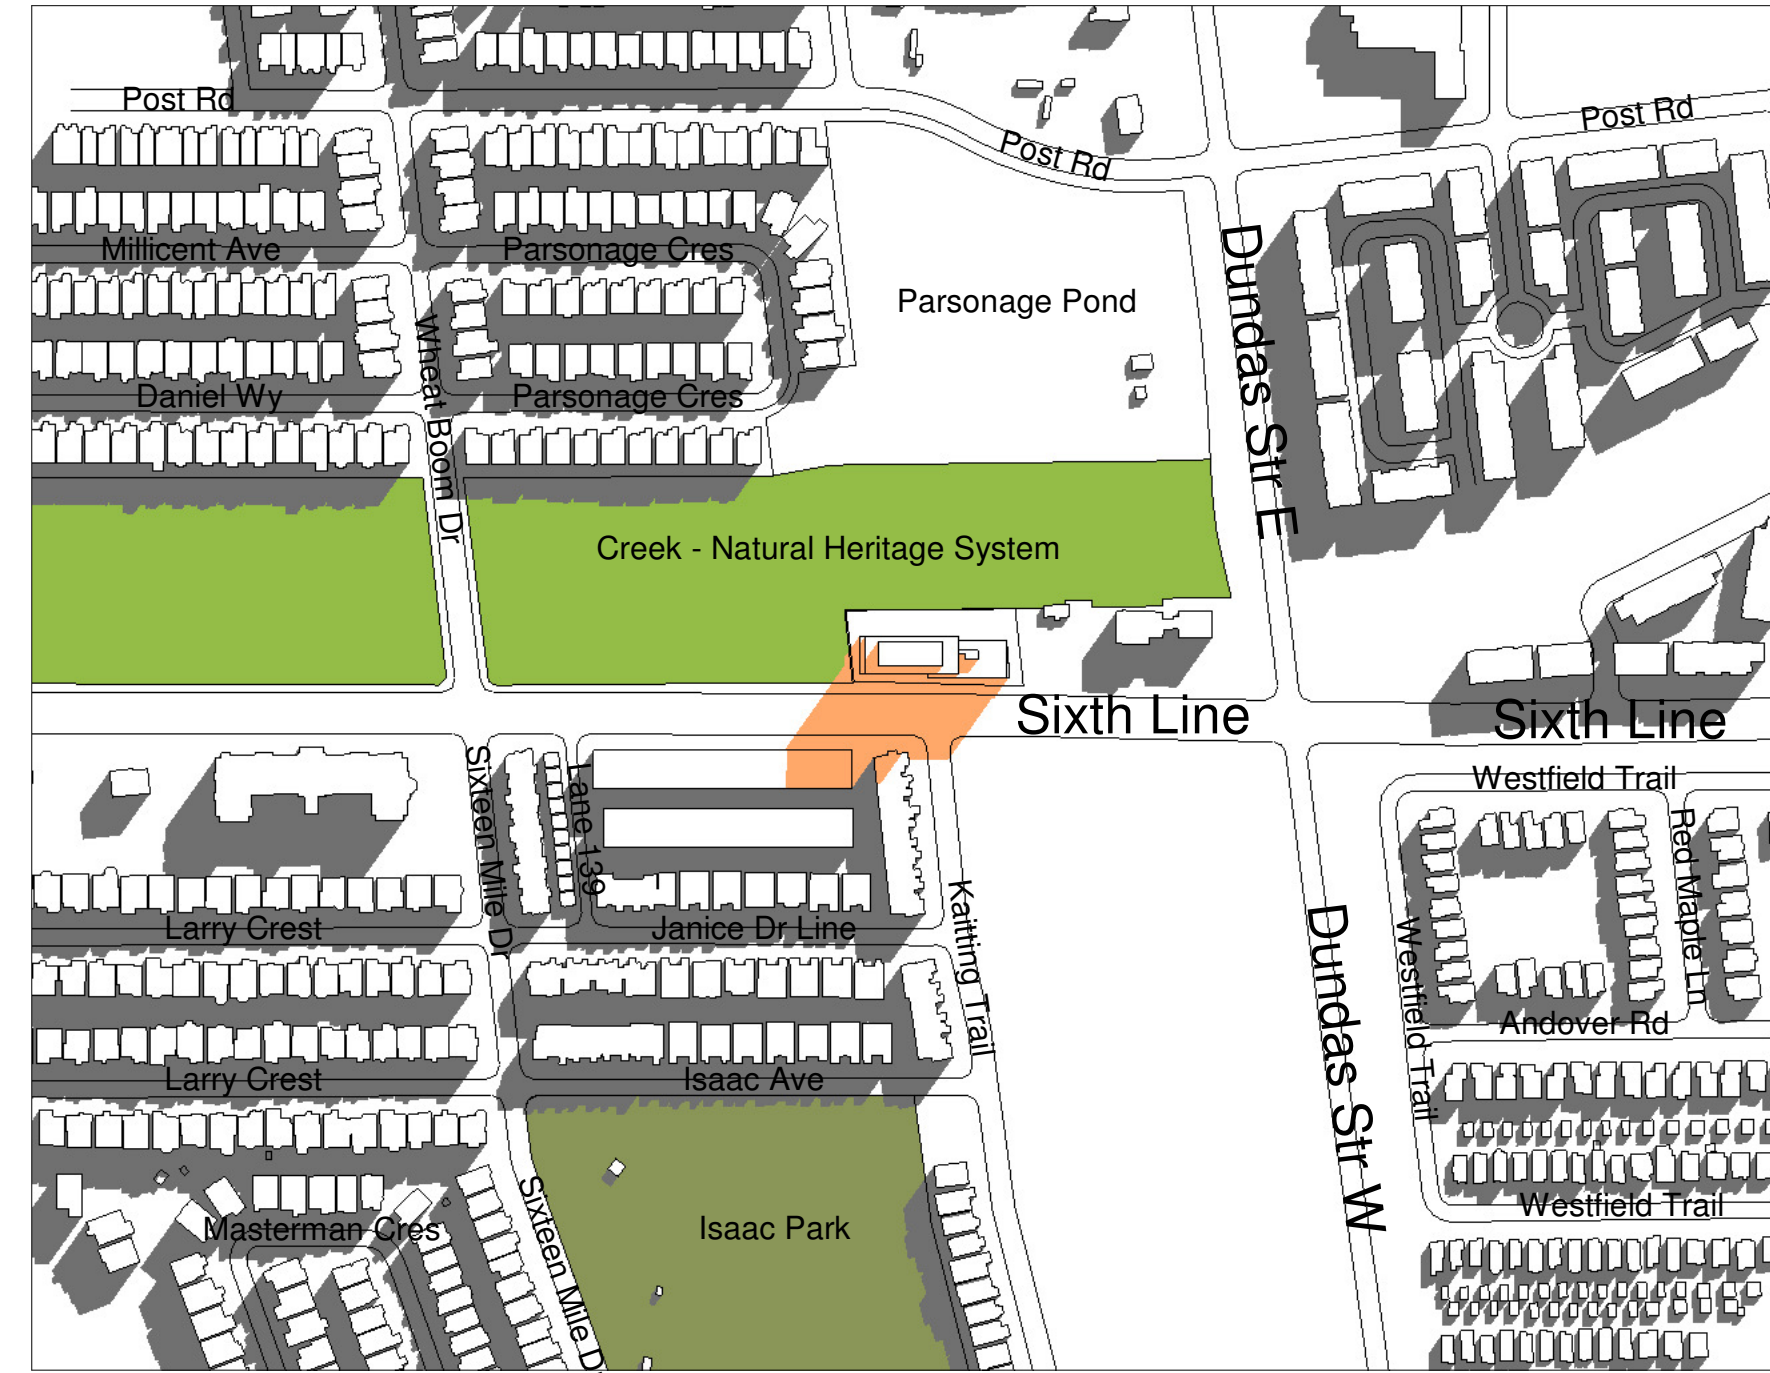 Post Rd
Post Rd
Post Rd
Millicent Ave
Parsonage Cres
Parsonage Pond
Dundas Str E
Wheat Boom Dr
Daniel Wy
Parsonage Cres
Creek - Natural Heritage System
Sixth Line
Sixth Line
Westfield Trail
Sixteen Mile Dr
Lane 139
Red Maple Ln
Kaitting Trail
Dundas Str W
Westfield Trail
Larry Crest
Janice Dr Line
Andover Rd
Larry Crest
Isaac Ave
Westfield Trail
Masterman Cres
Isaac Park
Sixteen Mile D